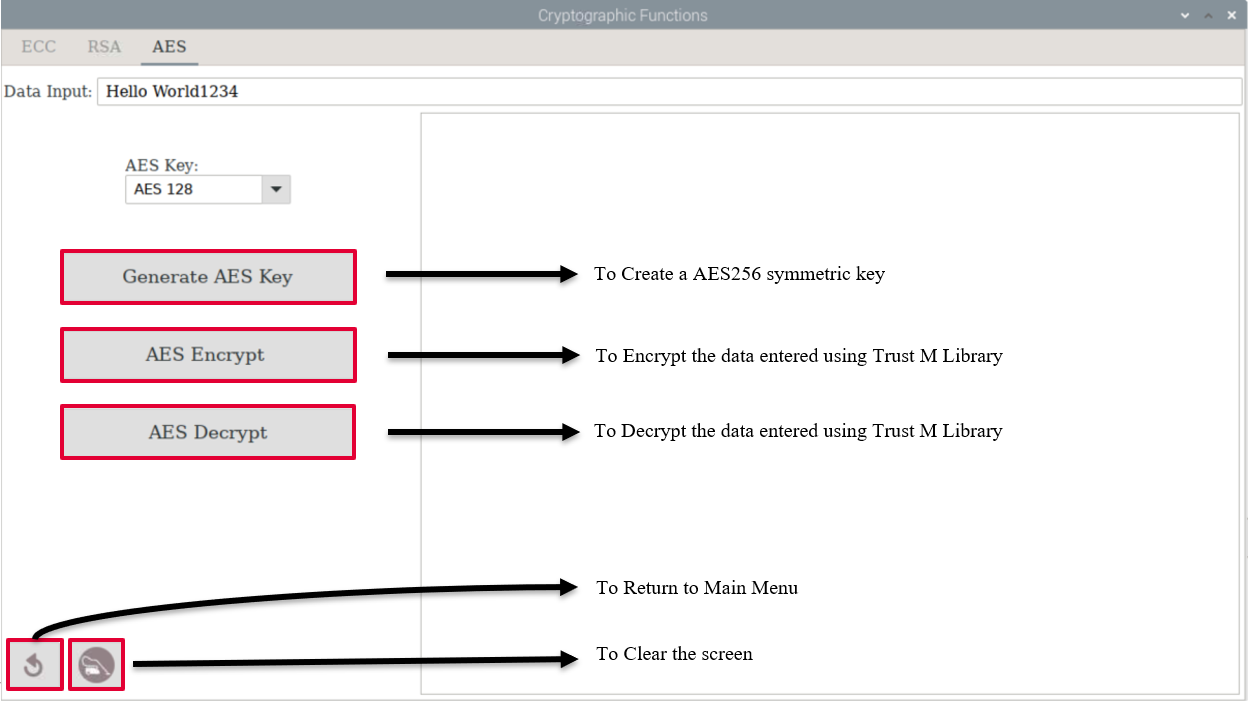 Cryptographic Functions
ECC RSA AES
Data Input: Hello World1234
AES Key:
AES 128
Generate AES Key
To Create a AES256 symmetric key
AES Encrypt
To Encrypt the data entered using Trust M Library
AES Decrypt
To Decrypt the data entered using Trust M Library
To Return to Main Menu
To Clear the screen